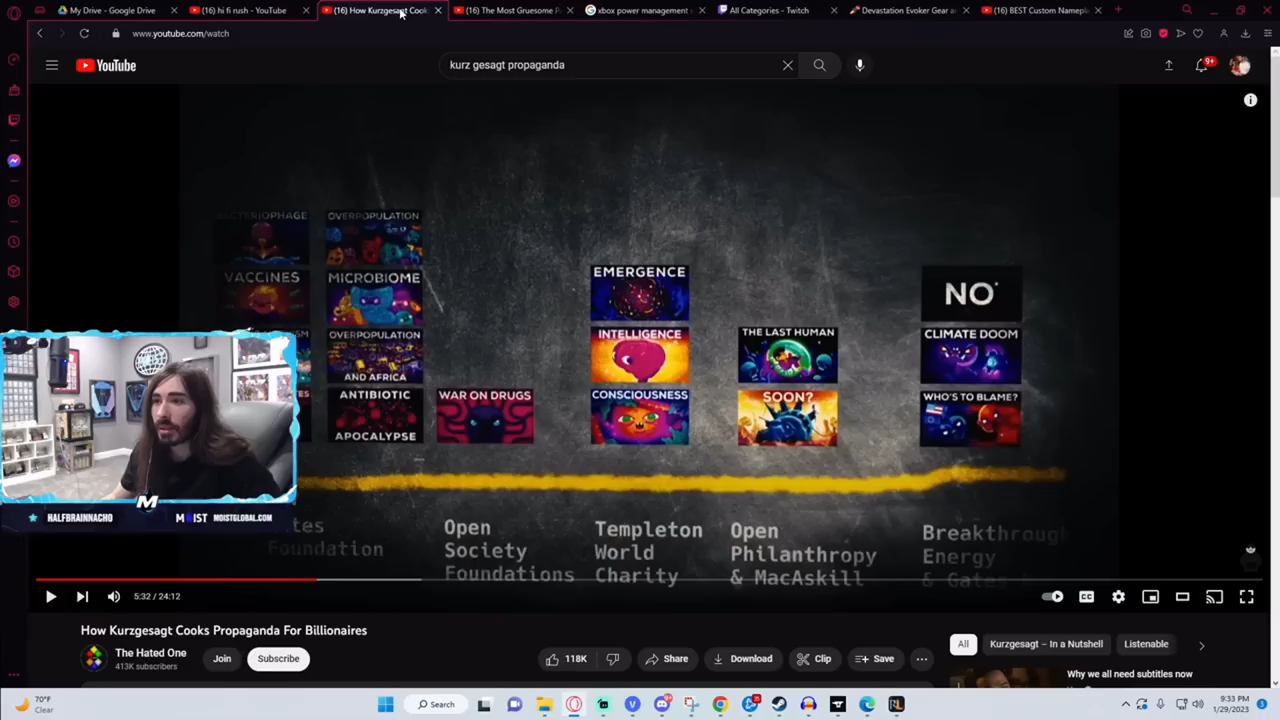 My Drive - Google Drive
(16) hi fi rush - YouTube
(16) How Kurzgesagt Cook
(16) The Most Gruesome P
xbox power management
All Categories - Twitch
Devastation Evoker Gear an
(16) BEST Custom Namepl
www.youtube.com/watch
YouTube
kurz gesagt propaganda
9+
BACTERIOPHAGE
OVERPOPULATION
VACCINES
MICROBIOME
EMERGENCE
NO*
INTELLIGENCE
THE LAST HUMAN
CLIMATE DOOM
OVERPOPULATION
AND AFRICA
ANTIBIOTIC
APOCALYPSE
WAR ON DRUGS
CONSCIOUSNESS
SOON?
WHO'S TO BLAME?
M
HALFBRAINNACHO
MOIST
MOISTGLOBAL.COM
tes
Foundation
Open
Society
Foundations
Templeton
World
Charity
Open
Philanthropy
& MacAskill
Breakthroug
Energy
& Gates
5:32 / 24:12
How Kurzgesagt Cooks Propaganda For Billionaires
The Hated One
413K subscribers
Join
Subscribe
118K
Share
Download
Clip
Save
All
Kurzgesagt – In a Nutshell
Listenable
Why we all need subtitles now
70°F
Clear
Search
9:33 PM
1/29/2023